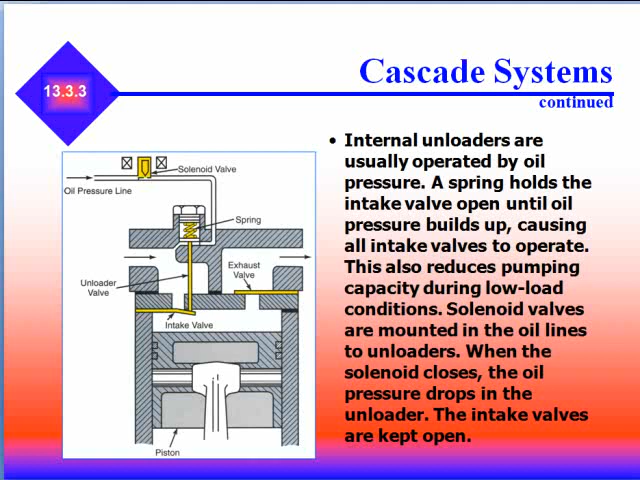 13.3.3
Cascade Systems
continued
Solenoid Valve
Oil Pressure Line
Spring
Exhaust
Valve
Unloader
Valve
Intake Valve
Piston
• Internal unloaders are
usually operated by oil
pressure. A spring holds the
intake valve open until oil
pressure builds up, causing
all intake valves to operate.
This also reduces pumping
capacity during low-load
conditions. Solenoid valves
are mounted in the oil lines
to unloaders. When the
solenoid closes, the oil
pressure drops in the
unloader. The intake valves
are kept open.